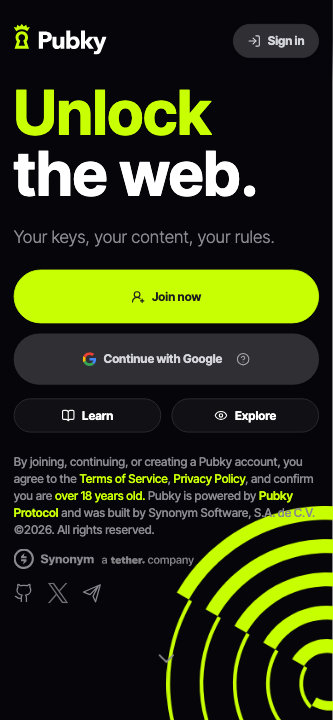 Pubky
Sign in
Unlock
the web.
Your keys, your content, your rules.
Join now
Continue with Google
Learn
Explore
By joining, continuing, or creating a Pubky account, you
agree to the Terms of Service, Privacy Policy, and confirm
you are over 18 years old. Pubky is powered by Pubky
Protocol and was built by Synonym Software, S.A. de C.V.
©2026. All rights reserved.
Synonym a tether. company